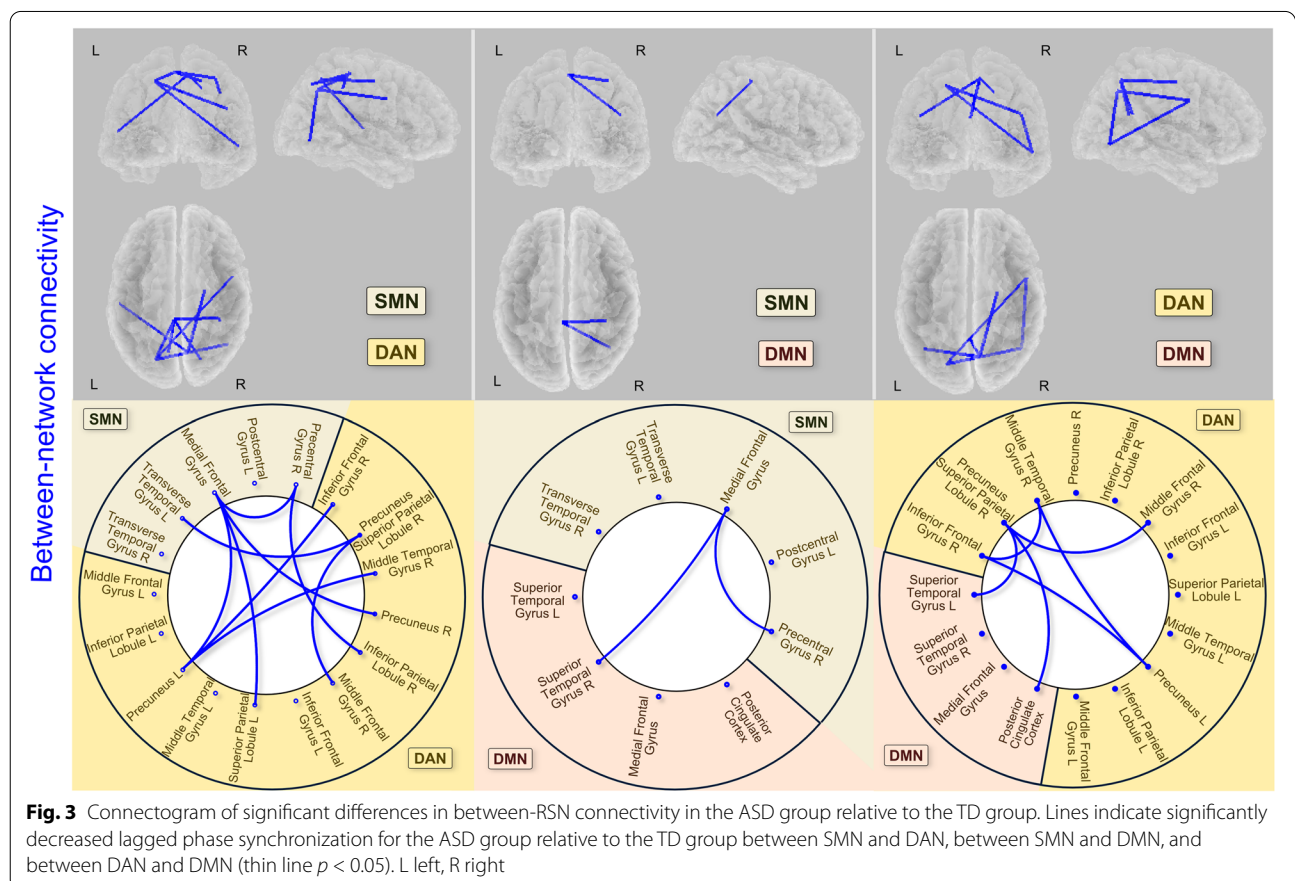 Between-network connectivity
L
R
SMN
DAN
L
R
L
R
SMN
DMN
L
R
L
R
DAN
DMN
L
R
SMN
Transverse
Temporal
Gyrus R
Transverse
Temporal
Gyrus L
Medial Frontal
Gyrus
Postcentral
Gyrus L
Precentral
Gyrus R
Inferior Frontal
Gyrus R
Precuneus
Superior Parietal
Lobule R
Middle Temporal
Gyrus R
Precuneus R
Inferior Parietal
Lobule R
Middle Frontal
Gyrus R
Inferior Frontal
Gyrus L
Superior Parietal
Lobule L
Middle Temporal
Gyrus L
Precuneus L
Inferior Parietal
Lobule L
Middle Frontal
Gyrus L
DAN
SMN
Transverse
Temporal
Gyrus R
Transverse
Temporal
Gyrus L
Medial Frontal
Gyrus
Postcentral
Gyrus L
Precentral
Gyrus R
Posterior
Cingulate
Cortex
Medial Frontal
Gyrus
Superior
Temporal
Gyrus R
Superior
Temporal
Gyrus L
DMN
DAN
Inferior Frontal
Gyrus R
Precuneus
Superior Parietal
Lobule R
Middle Temporal
Gyrus R
Precuneus R
Inferior Parietal
Lobule R
Middle Frontal
Gyrus R
Inferior Frontal
Gyrus L
Superior Parietal
Lobule L
Middle Temporal
Gyrus L
Precuneus L
Inferior Parietal
Lobule L
Middle Frontal
Gyrus L
Posterior
Cingulate
Cortex
Medial Frontal
Gyrus
Superior
Temporal
Gyrus R
Superior
Temporal
Gyrus L
DMN
Fig. 3 Connectogram of significant differences in between-RSN connectivity in the ASD group relative to the TD group. Lines indicate significantly
decreased lagged phase synchronization for the ASD group relative to the TD group between SMN and DAN, between SMN and DMN, and
between DAN and DMN (thin line p < 0.05). L left, R right